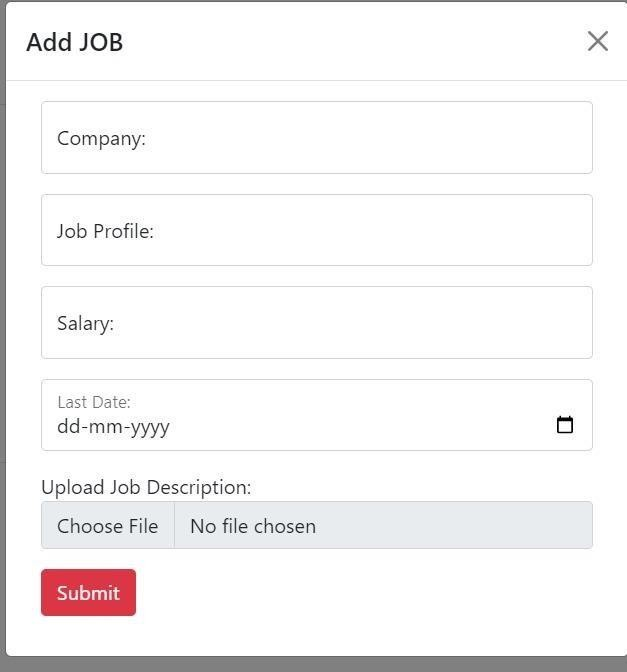 Add JOB
Company:
Job Profile:
Salary:
Last Date:
dd-mm-yyyy
Upload Job Description:
Choose File No file chosen
Submit